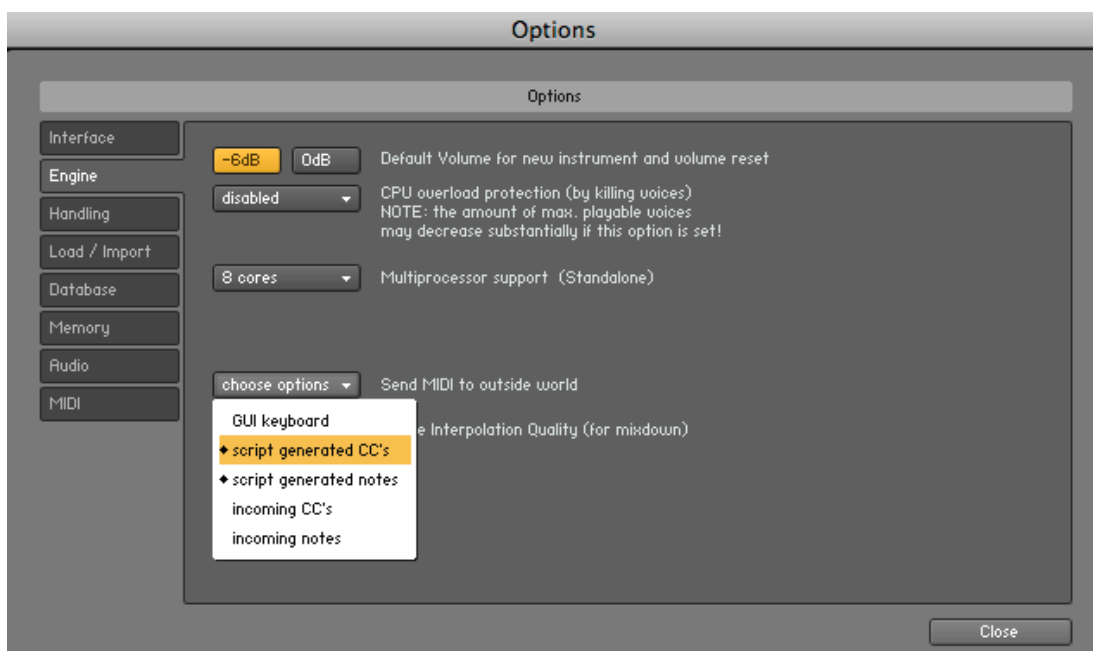 Options
Options
Interface
Engine
Handling
Load / Import
Database
Memory
Audio
MIDI
-6dB
0dB
Default Volume for new instrument and volume reset
disabled
CPU overload protection (by killing voices)
NOTE: the amount of max. playable voices
may decrease substantially if this option is set!
8 cores
Multiprocessor support (Standalone)
choose options
Send MIDI to outside world
Interpolation Quality (for mixdown)
GUI keyboard
script generated CC's
script generated notes
incoming CC's
incoming notes
Close